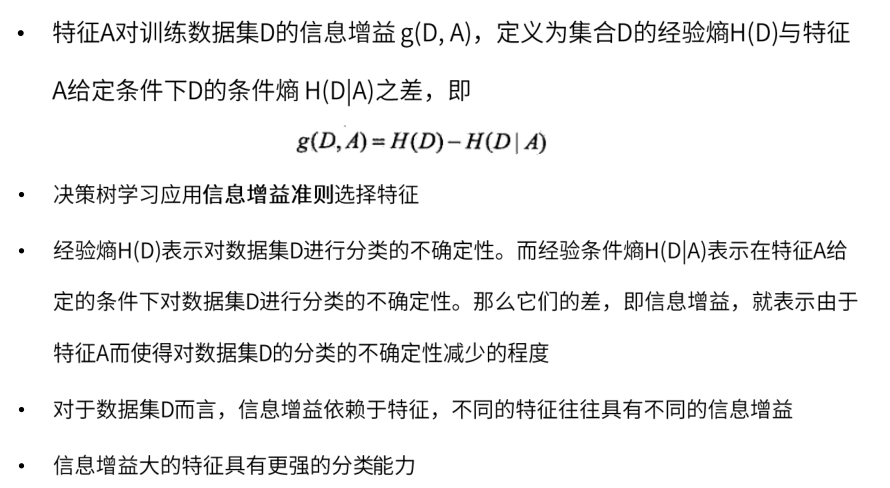 • 特征A对训练数据集D的信息增益 g(D, A)，定义为集合D的经验熵H(D)与特征
A给定条件下D的条件熵 H(D|A)之差，即
g(D, A) = H(D) − H(D | A)
• 决策树学习应用信息增益准则选择特征
• 经验熵H(D)表示对数据集D进行分类的不确定性。而经验条件熵H(D|A)表示在特征A给
定的条件下对数据集D进行分类的不确定性。那么它们的差，即信息增益，就表示由于
特征A而使得对数据集D的分类的不确定性减少的程度
• 对于数据集D而言，信息增益依赖于特征，不同的特征往往具有不同的信息增益
• 信息增益大的特征具有更强的分类能力